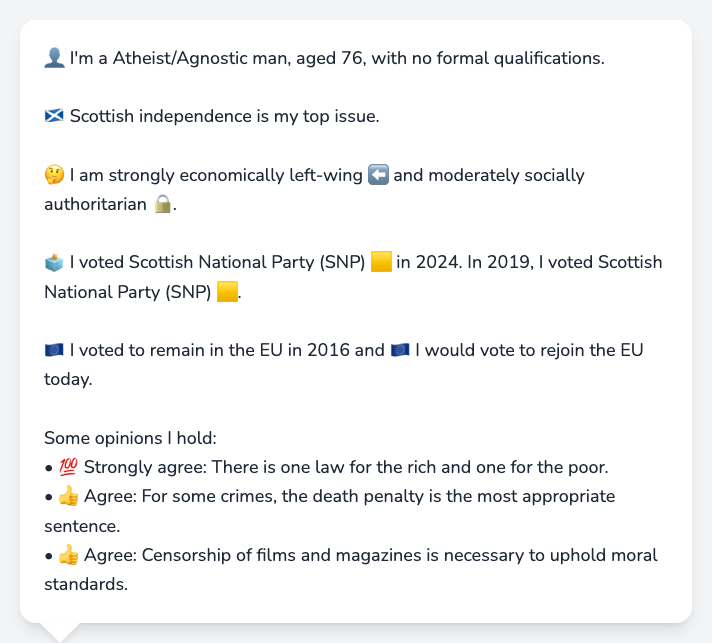 👤 I'm a Atheist/Agnostic man, aged 76, with no formal qualifications.
🏴󠁧󠁢󠁳󠁣󠁴󠁿 Scottish independence is my top issue.
🤔 I am strongly economically left-wing ⬅️ and moderately socially
authoritarian 🔒.
🗳️ I voted Scottish National Party (SNP) 🟨 in 2024. In 2019, I voted Scottish
National Party (SNP) 🟨.
🇪🇺 I voted to remain in the EU in 2016 and 🇪🇺 I would vote to rejoin the EU
today.
Some opinions I hold:
• 💯 Strongly agree: There is one law for the rich and one for the poor.
• 👍 Agree: For some crimes, the death penalty is the most appropriate
sentence.
• 👍 Agree: Censorship of films and magazines is necessary to uphold moral
standards.